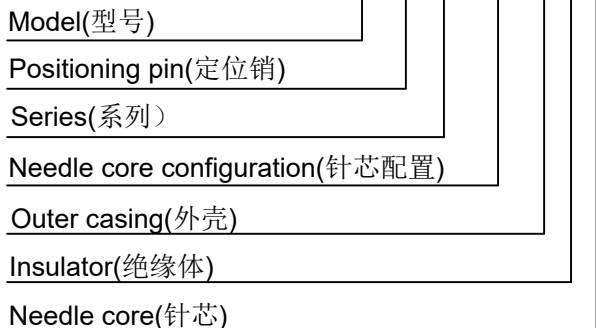 Model(型号)
Positioning pin(定位销)
Series(系列）
Needle core configuration(针芯配置)
Outer casing(外壳)
Insulator(绝缘体)
Needle core(针芯)